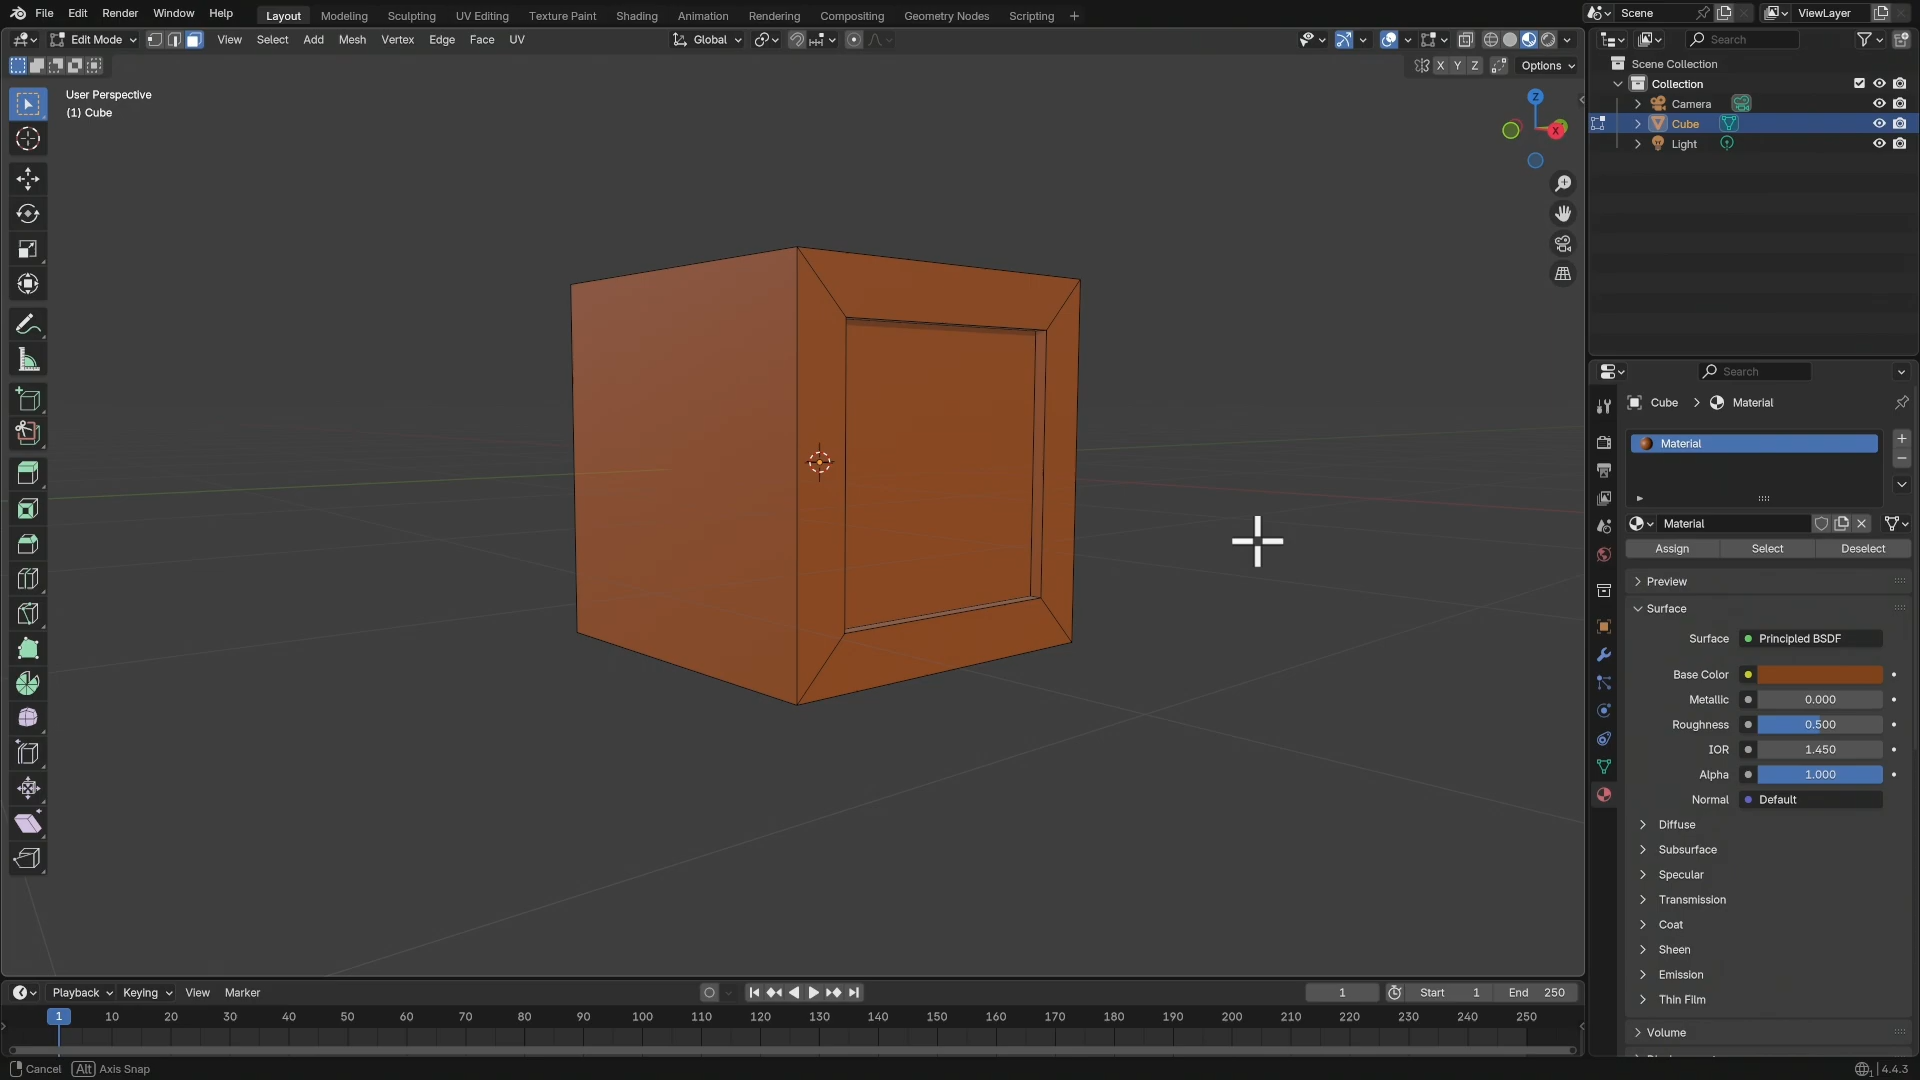 File Edit Render Window Help Layout Modeling Sculpting UV Editing Texture Paint Shading Animation Rendering Compositing Geometry Nodes Scripting + Scene ViewLayer
Edit Mode View Select Add Mesh Vertex Edge Face UV Global Search
X Y Z Options
User Perspective
(1) Cube
Z
X
Scene Collection
Collection
Camera
Cube
Light
Search
Cube > Material
Material
Material
Assign Select Deselect
Preview
Surface
Surface Principled BSDF
Base Color
Metallic 0.000
Roughness 0.500
IOR 1.450
Alpha 1.000
Normal Default
Diffuse
Subsurface
Specular
Transmission
Coat
Sheen
Emission
Thin Film
Volume
Playback Keying View Marker 1 Start 1 End 250
1 10 20 30 40 50 60 70 80 90 100 110 120 130 140 150 160 170 180 190 200 210 220 230 240 250
Cancel Alt Axis Snap 4.4.3